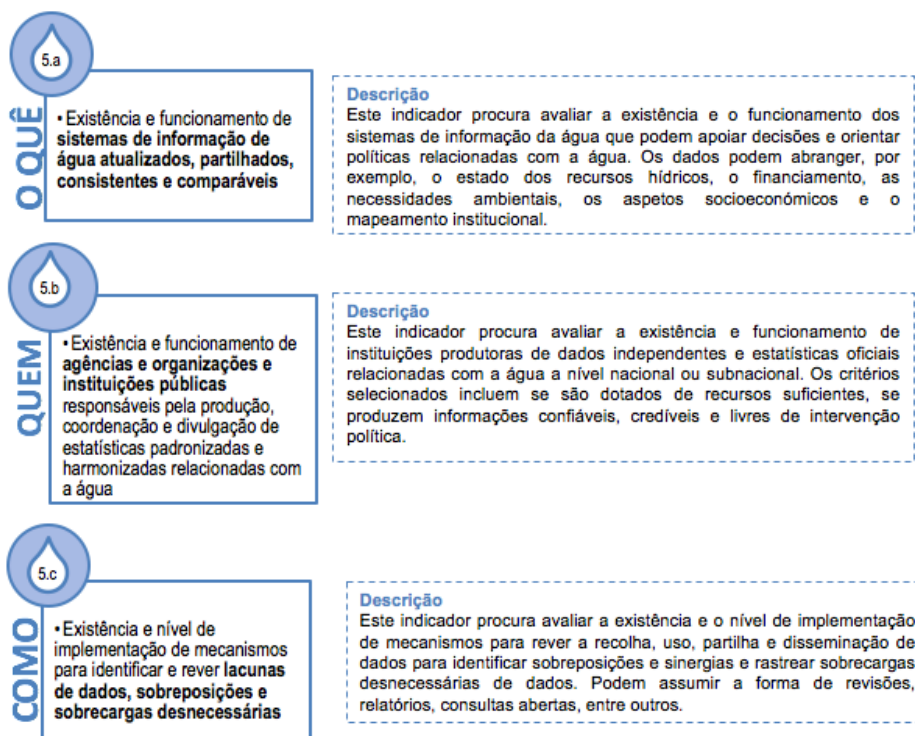 5.a
O QUÊ
• Existência e funcionamento de
sistemas de informação de
água atualizados, partilhados,
consistentes e comparáveis
Descrição
Este indicador procura avaliar a existência e o funcionamento dos
sistemas de informação da água que podem apoiar decisões e orientar
políticas relacionadas com a água. Os dados podem abranger, por
exemplo, o estado dos recursos hídricos, o financiamento, as
necessidades ambientais, os aspetos socioeconómicos e o
mapeamento institucional.
5.b
QUEM
• Existência e funcionamento de
agências e organizações e
instituições públicas
responsáveis pela produção,
coordenação e divulgação de
estatísticas padronizadas e
harmonizadas relacionadas com
a água
Descrição
Este indicador procura avaliar a existência e funcionamento de
instituições produtoras de dados independentes e estatísticas oficiais
relacionadas com a água a nível nacional ou subnacional. Os critérios
selecionados incluem se são dotados de recursos suficientes, se
produzem informações confiáveis, credíveis e livres de intervenção
política.
5.c
COMO
• Existência e nível de
implementação de mecanismos
para identificar e rever lacunas
de dados, sobreposições e
sobrecargas desnecessárias
Descrição
Este indicador procura avaliar a existência e o nível de implementação
de mecanismos para rever a recolha, uso, partilha e disseminação de
dados para identificar sobreposições e sinergias e rastrear sobrecargas
desnecessárias de dados. Podem assumir a forma de revisões,
relatórios, consultas abertas, entre outros.